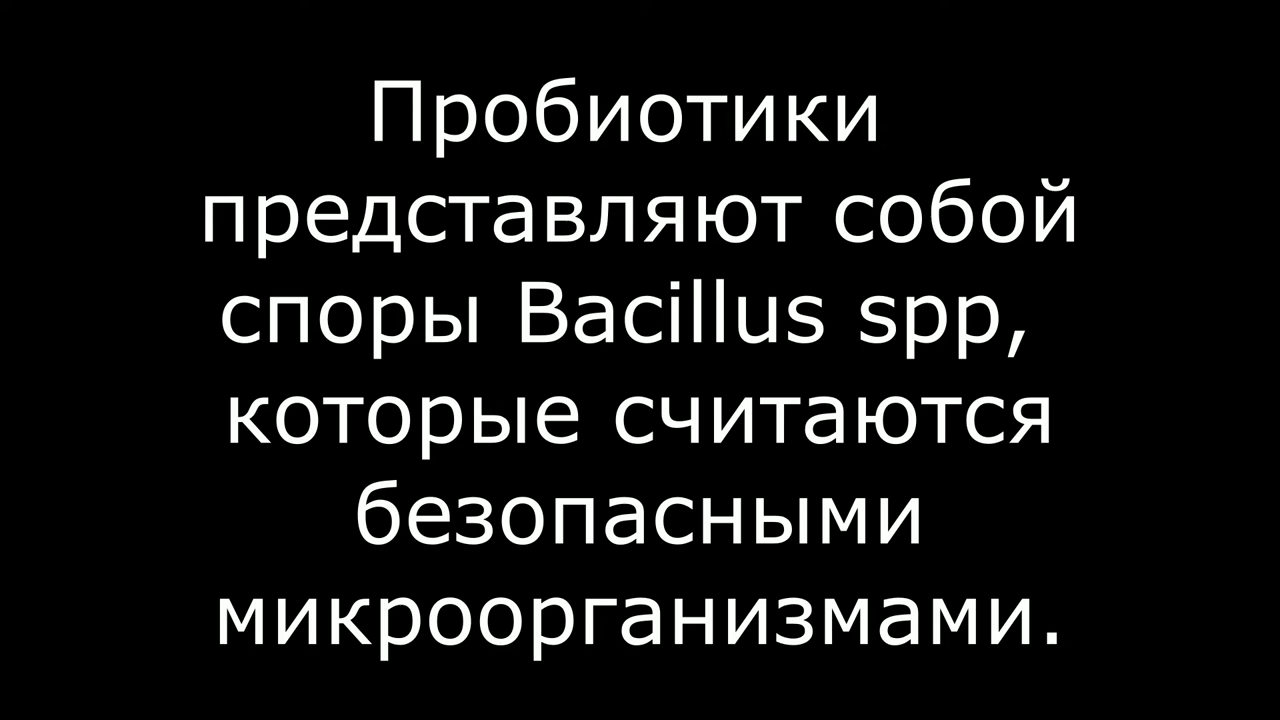 Пробиотики
представляют собой
споры Bacillus spp,
которые считаются
безопасными
микроорганизмами.